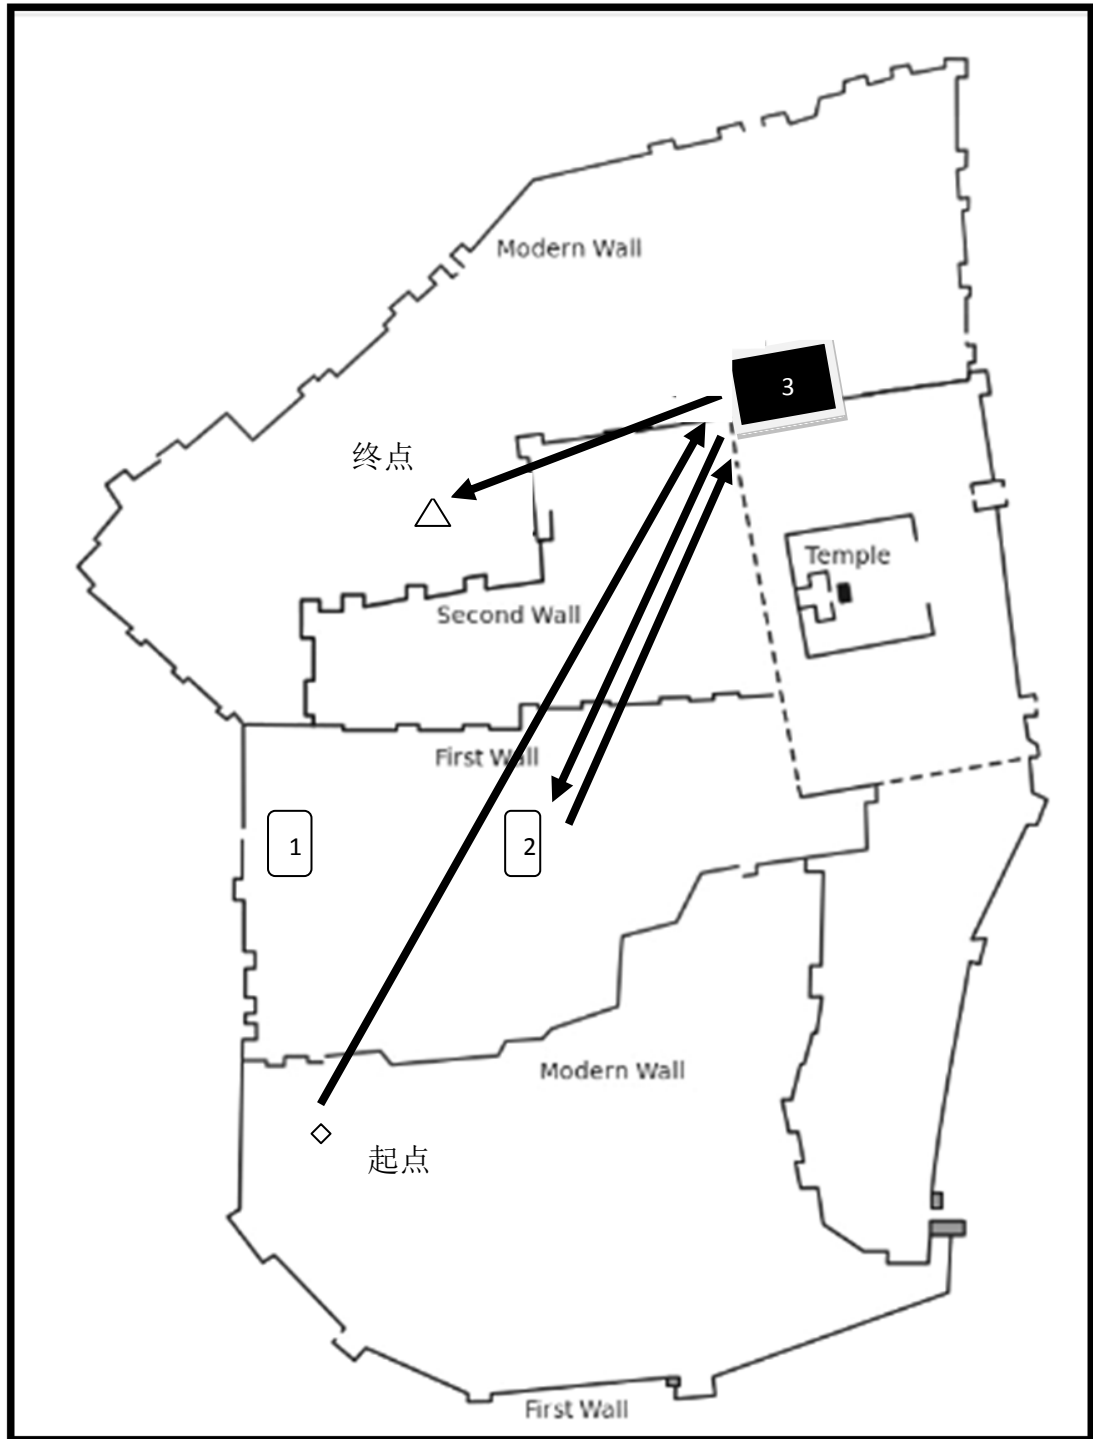 Modern Wall
3
终点
Temple
Second Wall
First Wall
1
2
Modern Wall
起点
First Wall